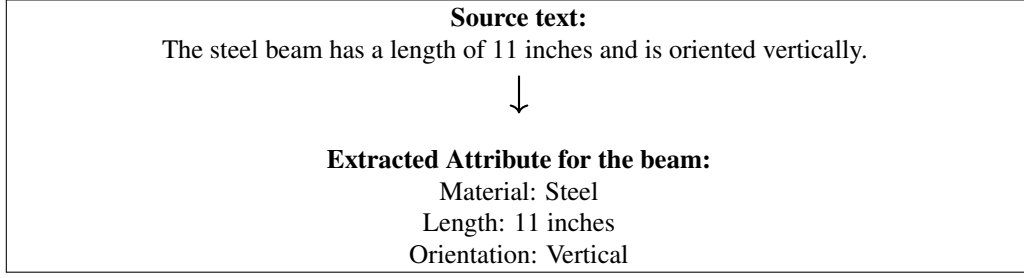 Source text:
The steel beam has a length of 11 inches and is oriented vertically.
Extracted Attribute for the beam:
Material: Steel
Length: 11 inches
Orientation: Vertical